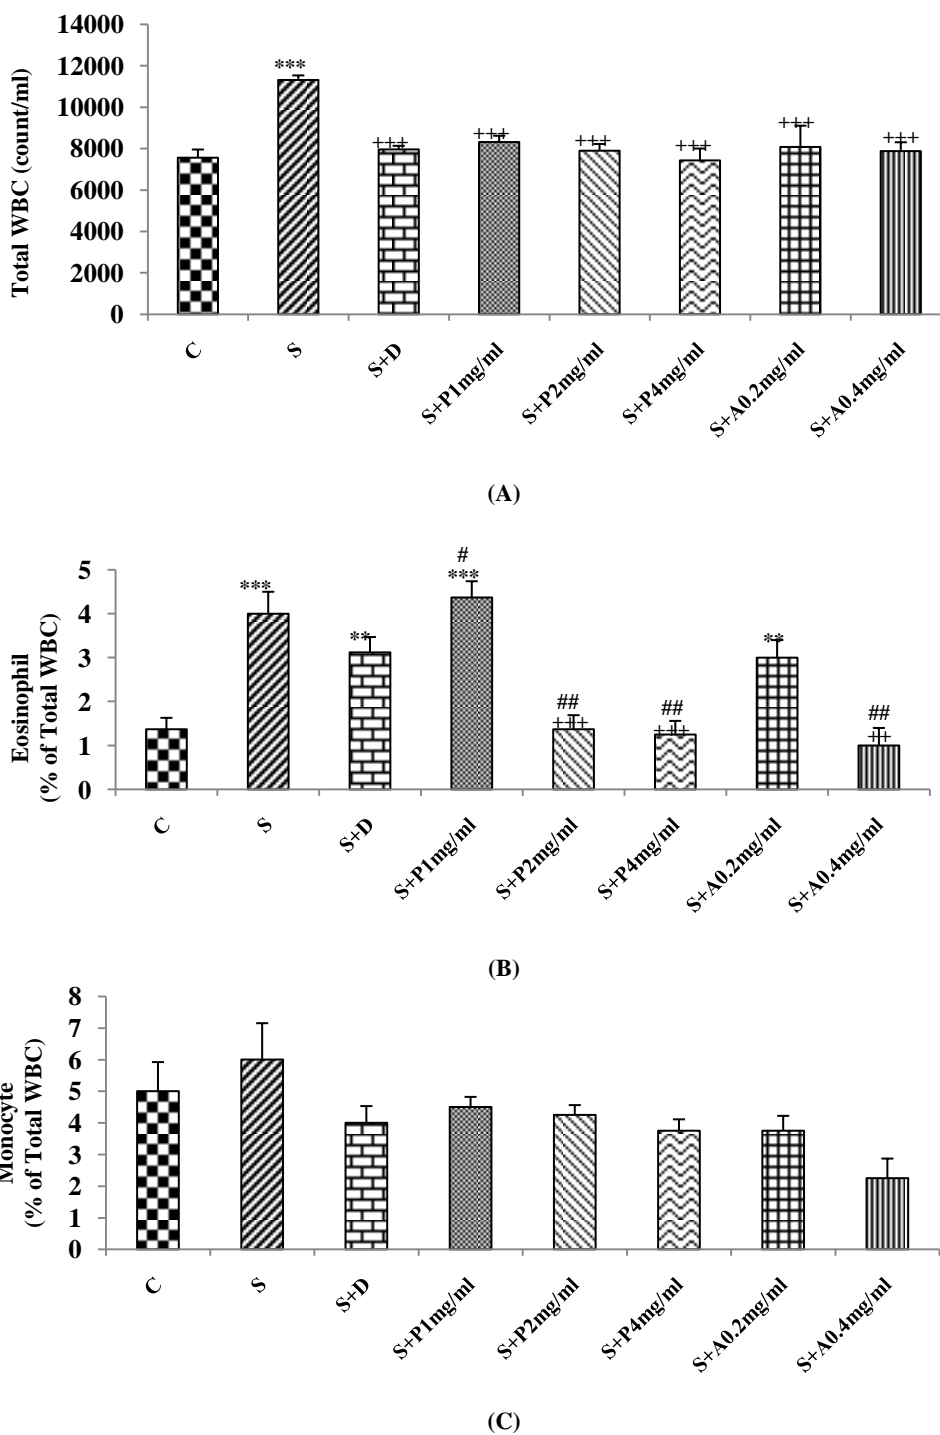 14000
12000
10000
8000
6000
4000
2000
0
Total WBC (count/ml)
***
+++
+++
+++
+++
+++
+++
C
S
S+D
S+P1mg/ml
S+P2mg/ml
S+P4mg/ml
S+A0.2mg/ml
S+A0.4mg/ml
(A)
5
4
3
2
1
0
Eosinophil
(% of Total WBC)
***
**
#
***
##
+++
##
+++
**
##
++
C
S
S+D
S+P1mg/ml
S+P2mg/ml
S+P4mg/ml
S+A0.2mg/ml
S+A0.4mg/ml
(B)
8
7
6
5
4
3
2
1
0
Monocyte
(% of Total WBC)
C
S
S+D
S+P1mg/ml
S+P2mg/ml
S+P4mg/ml
S+A0.2mg/ml
S+A0.4mg/ml
(C)